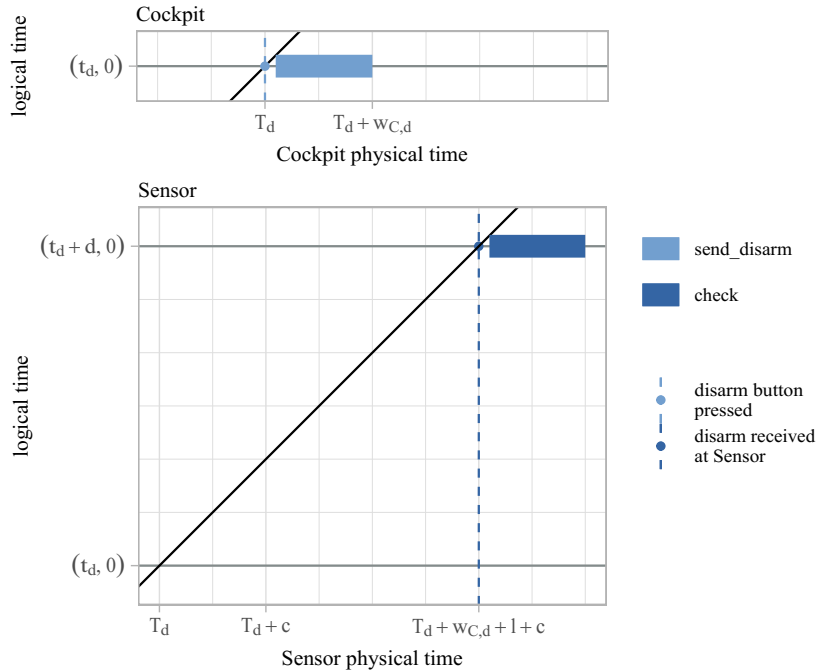 Cockpit
logical time
(t_d, 0)
T_d
T_d + w_C,d
Cockpit physical time
Sensor
logical time
(t_d + d, 0)
(t_d, 0)
T_d
T_d + c
T_d + w_C,d + l + c
Sensor physical time
send_disarm
check
disarm button
pressed
disarm received
at Sensor